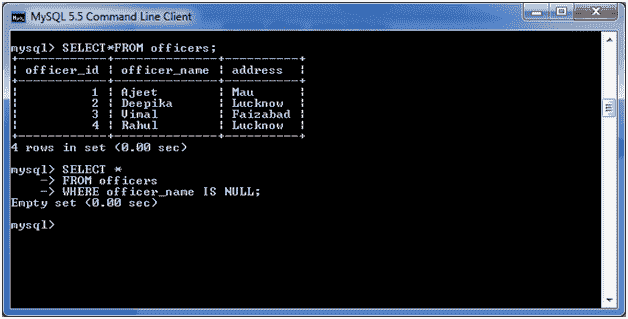 MySQL 5.5 Command Line Client
mysql> SELECT*FROM officers;
+------------+--------------+-----------+
| officer_id | officer_name | address   |
+------------+--------------+-----------+
|          1 | Ajeet        | Mau       |
|          2 | Deepika      | Lucknow   |
|          3 | Vimal        | Faizabad  |
|          4 | Rahul        | Lucknow   |
+------------+--------------+-----------+
4 rows in set (0.00 sec)
mysql> SELECT *
    -> FROM officers
    -> WHERE officer_name IS NULL;
Empty set (0.00 sec)
mysql>